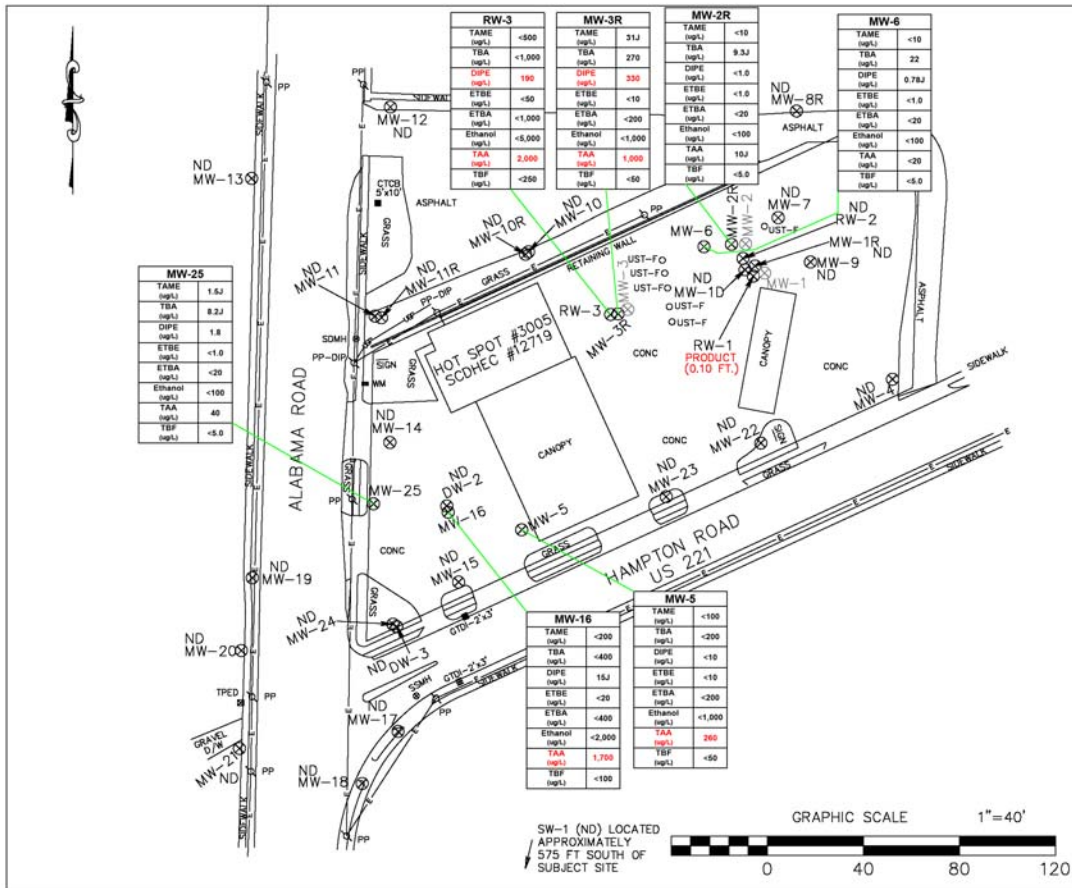 RW-3
TAME (ug/L) <500
TBA (ug/L) <1,000
DIPE (ug/L) 190
ETBE (ug/L) <50
ETBA (ug/L) <1,000
Ethanol (ug/L) <5,000
TAA (ug/L) 2,000
TBF (ug/L) <250
MW-3R
TAME (ug/L) 31J
TBA (ug/L) 270
DIPE (ug/L) 330
ETBE (ug/L) <10
ETBA (ug/L) <200
Ethanol (ug/L) <1,000
TAA (ug/L) 1,000
TBF (ug/L) <50
MW-2R
TAME (ug/L) <10
TBA (ug/L) 9.3J
DIPE (ug/L) <1.0
ETBE (ug/L) <1.0
ETBA (ug/L) <20
Ethanol (ug/L) <100
TAA (ug/L) 10J
TBF (ug/L) <5.0
MW-6
TAME (ug/L) <10
TBA (ug/L) 22
DIPE (ug/L) 0.78J
ETBE (ug/L) <1.0
ETBA (ug/L) <20
Ethanol (ug/L) <100
TAA (ug/L) <20
TBF (ug/L) <5.0
PP
PP
SIDEWALK
SIDEWALK
MW-12
ND
ND
MW-8R
ASPHALT
ND
MW-13
CTCB
5'x10'
ASPHALT
GRASS
SIDEWALK
PP
ND
MW-10
ND
MW-10R
MW-2R
MW-2
ND
MW-7
UST-F
ND
RW-2
MW-6
MW-1R
ND
MW-9
ND
MW-1
ND
MW-1D
GRASS
RETAINING WALL
UST-F
UST-F
UST-F
UST-F
UST-F
MW-3
RW-3
MW-3R
RW-1
PRODUCT
(0.10 FT.)
CANOPY
ASPHALT
CONC
CONC
ND
MW-11
ND
MW-11R
PP-DIP
SDMH
PP-DIP
SIGN
GRASS
WM
HOT SPOT #3005
SCDHEC #12719
MW-25
TAME (ug/L) 1.5J
TBA (ug/L) 8.2J
DIPE (ug/L) 1.8
ETBE (ug/L) <1.0
ETBA (ug/L) <20
Ethanol (ug/L) <100
TAA (ug/L) 40
TBF (ug/L) <5.0
ALABAMA ROAD
SIDEWALK
ND
MW-14
CANOPY
CONC
ND
MW-22
SIGN
GRASS
ND
MW-4
SIDEWALK
GRASS
PP
MW-25
ND
DW-2
MW-16
MW-5
ND
MW-23
GRASS
SIDEWALK
HAMPTON ROAD
US 221
CONC
ND
MW-15
ND
MW-19
GRASS
ND
MW-24
GTDI-2'x3'
ND
DW-3
ND
MW-20
SSMH
GTDI-2'x3'
SIDEWALK
PP
TPED
PP
GRAVEL
D/W
MW-21
ND
PP
SIDEWALK
ND
MW-17
ND
MW-18
PP
MW-16
TAME (ug/L) <200
TBA (ug/L) <400
DIPE (ug/L) 15J
ETBE (ug/L) <20
ETBA (ug/L) <400
Ethanol (ug/L) <2,000
TAA (ug/L) 1,700
TBF (ug/L) <100
MW-5
TAME (ug/L) <100
TBA (ug/L) <200
DIPE (ug/L) <10
ETBE (ug/L) <10
ETBA (ug/L) <200
Ethanol (ug/L) <1,000
TAA (ug/L) 260
TBF (ug/L) <50
SW-1 (ND) LOCATED
APPROXIMATELY
575 FT SOUTH OF
SUBJECT SITE
GRAPHIC SCALE 1"=40'
0 40 80 120